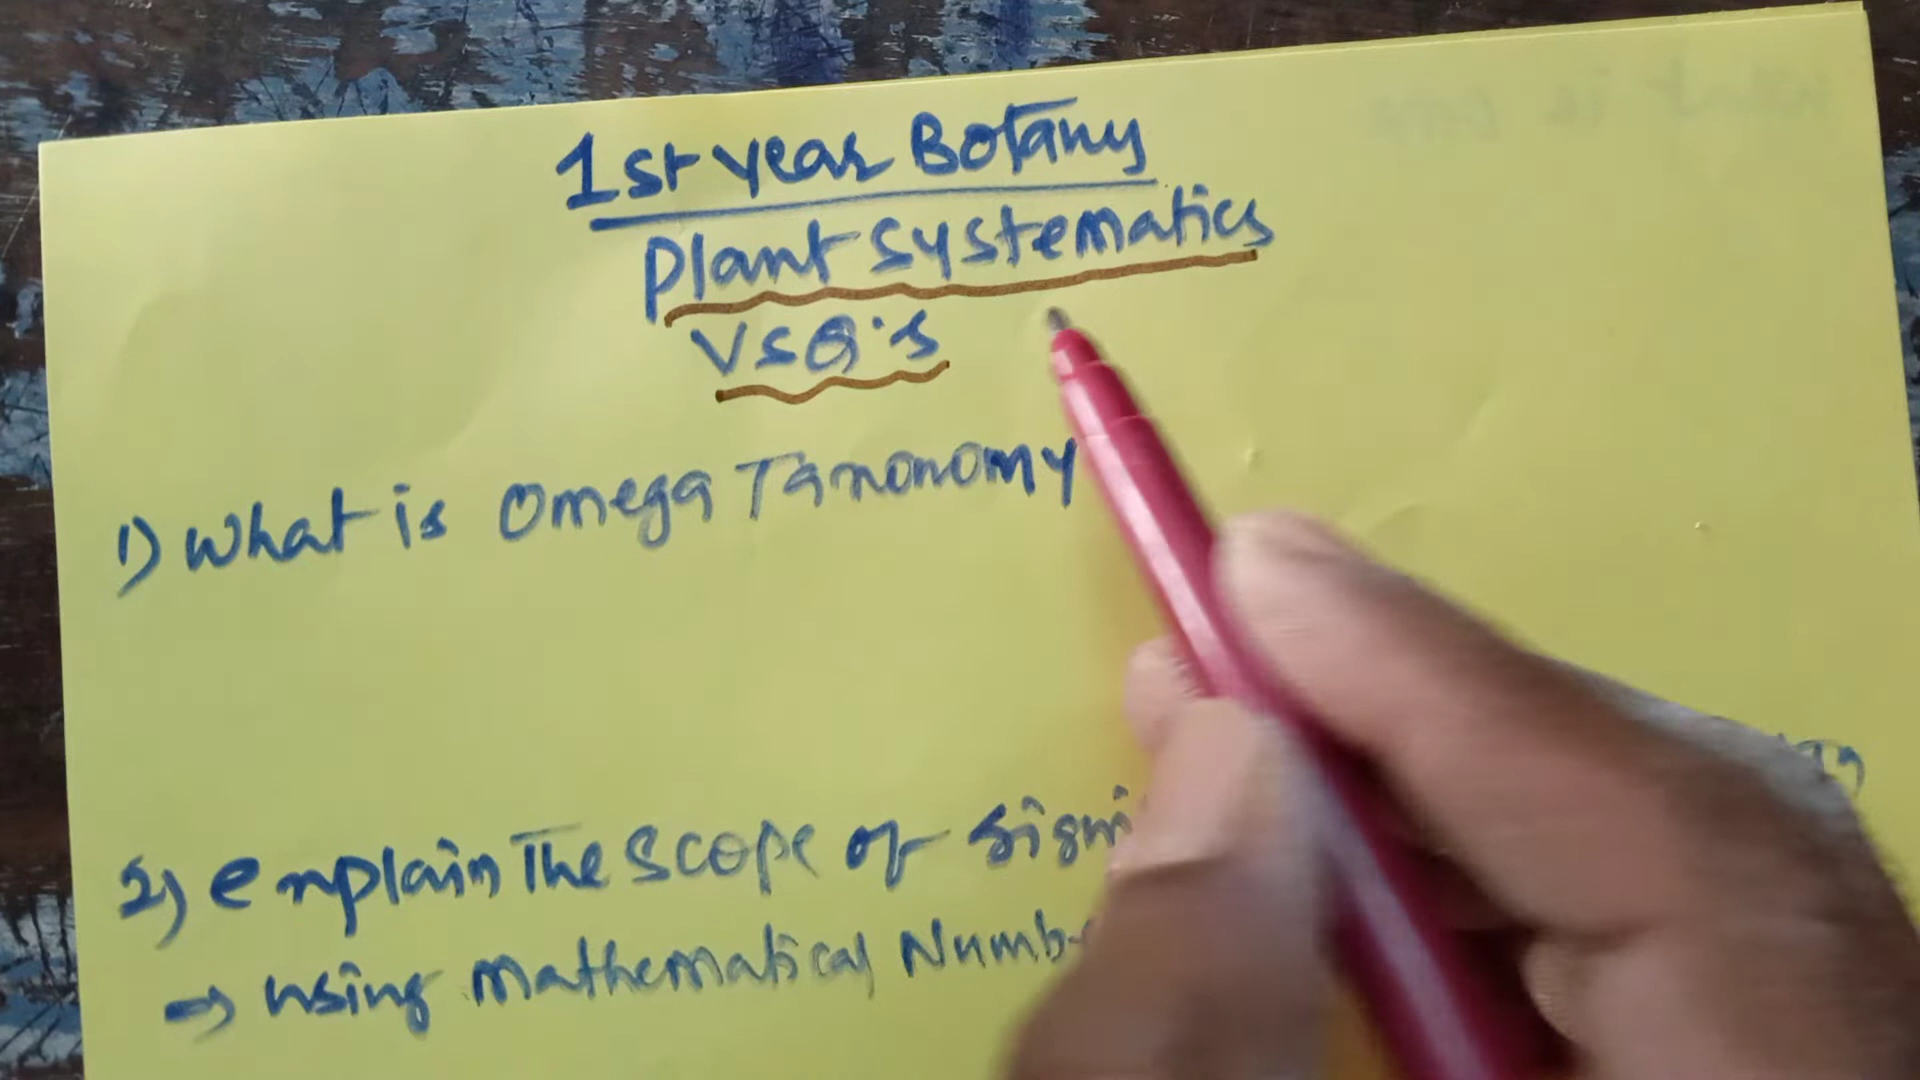 1st year Botany
Plant Systematics
VSQ's
1) What is Omega Taxonomy
2) explain The scope of
→ using Mathematical